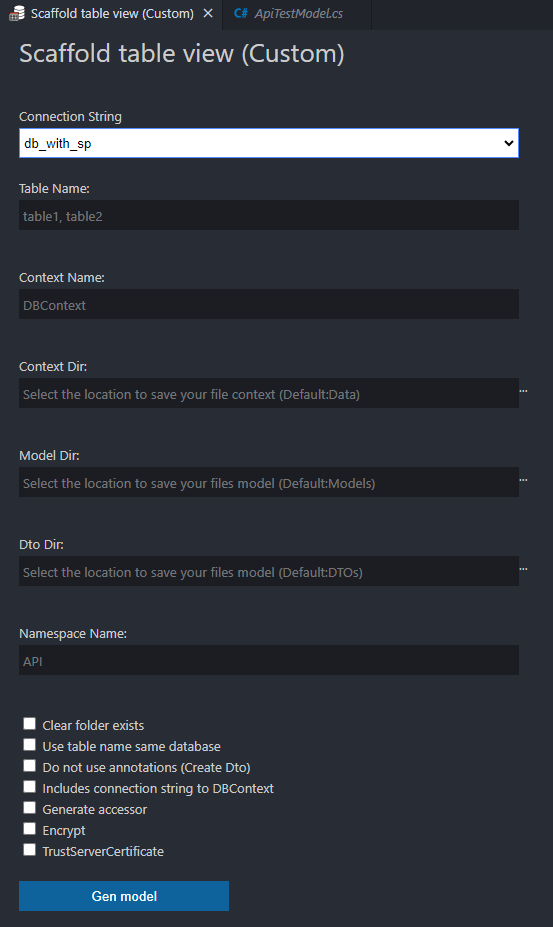 Scaffold table view (Custom)
C# ApiTestModel.cs
Scaffold table view (Custom)
Connection String
db_with_sp
Table Name:
table1, table2
Context Name:
DBContext
Context Dir:
Select the location to save your file context (Default:Data)
...
Model Dir:
Select the location to save your files model (Default:Models)
...
Dto Dir:
Select the location to save your files model (Default:DTOs)
...
Namespace Name:
API
Clear folder exists
Use table name same database
Do not use annotations (Create Dto)
Includes connection string to DBContext
Generate accessor
Encrypt
TrustServerCertificate
Gen model